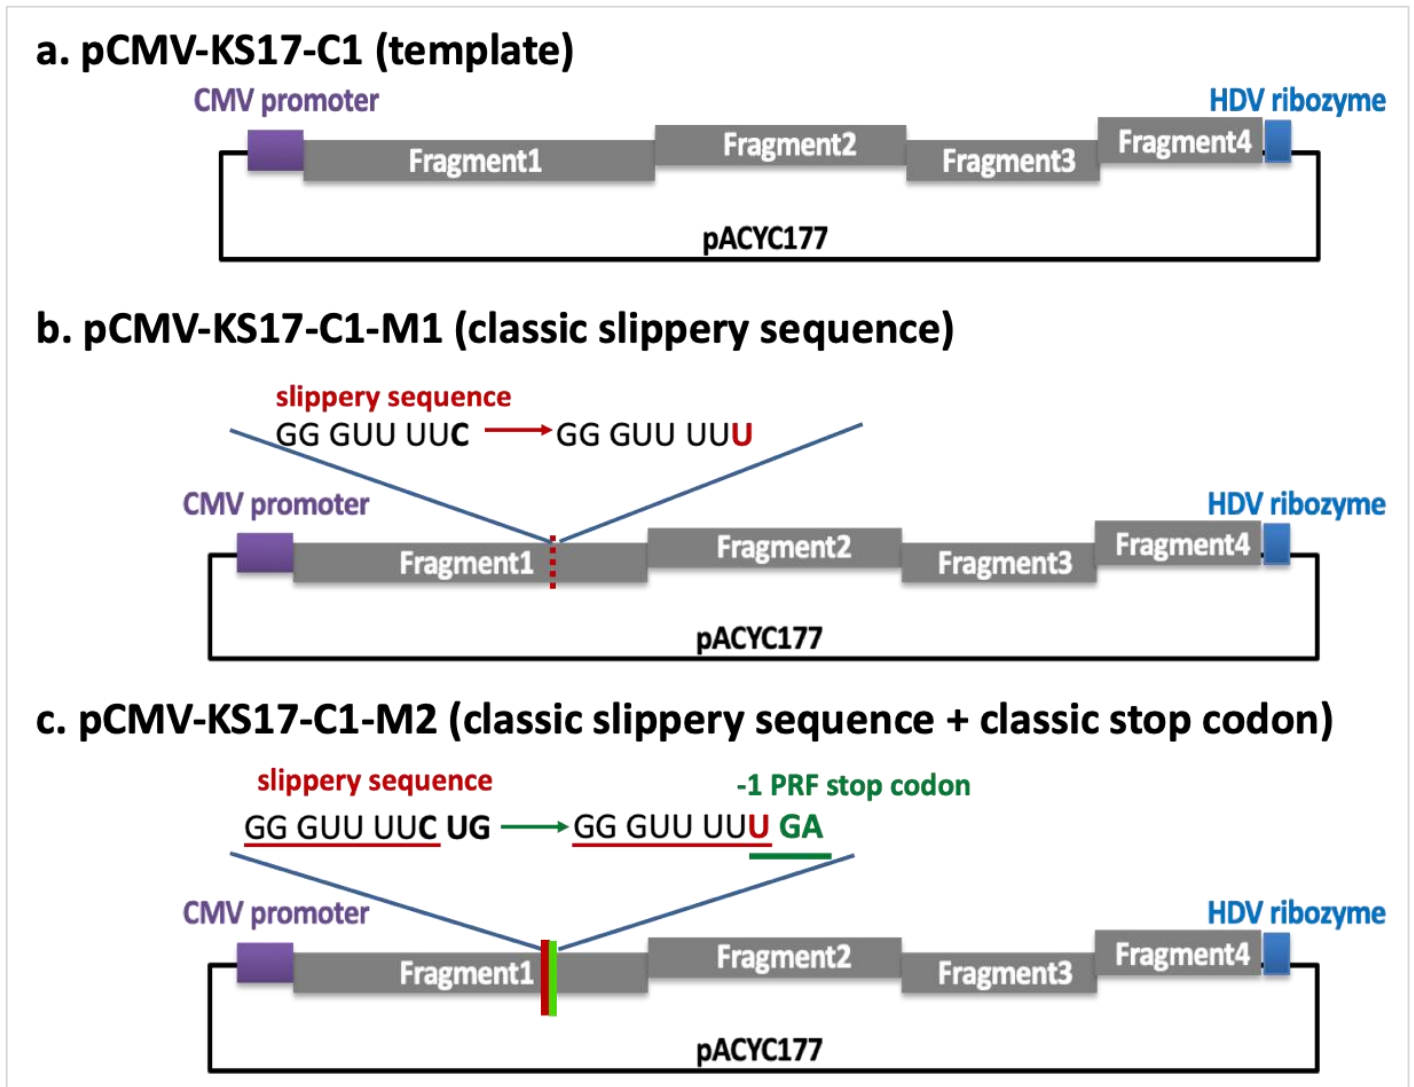 a. pCMV-KS17-C1 (template)
CMV promoter
HDV ribozyme
Fragment1
Fragment2
Fragment3
Fragment4
pACYC177
b. pCMV-KS17-C1-M1 (classic slippery sequence)
slippery sequence
GG GUU UUC GG GUU UUU
CMV promoter
HDV ribozyme
Fragment1
Fragment2
Fragment3
Fragment4
pACYC177
c. pCMV-KS17-C1-M2 (classic slippery sequence + classic stop codon)
slippery sequence
-1 PRF stop codon
GG GUU UUC UG GG GUU UUU GA
CMV promoter
HDV ribozyme
Fragment1
Fragment2
Fragment3
Fragment4
pACYC177